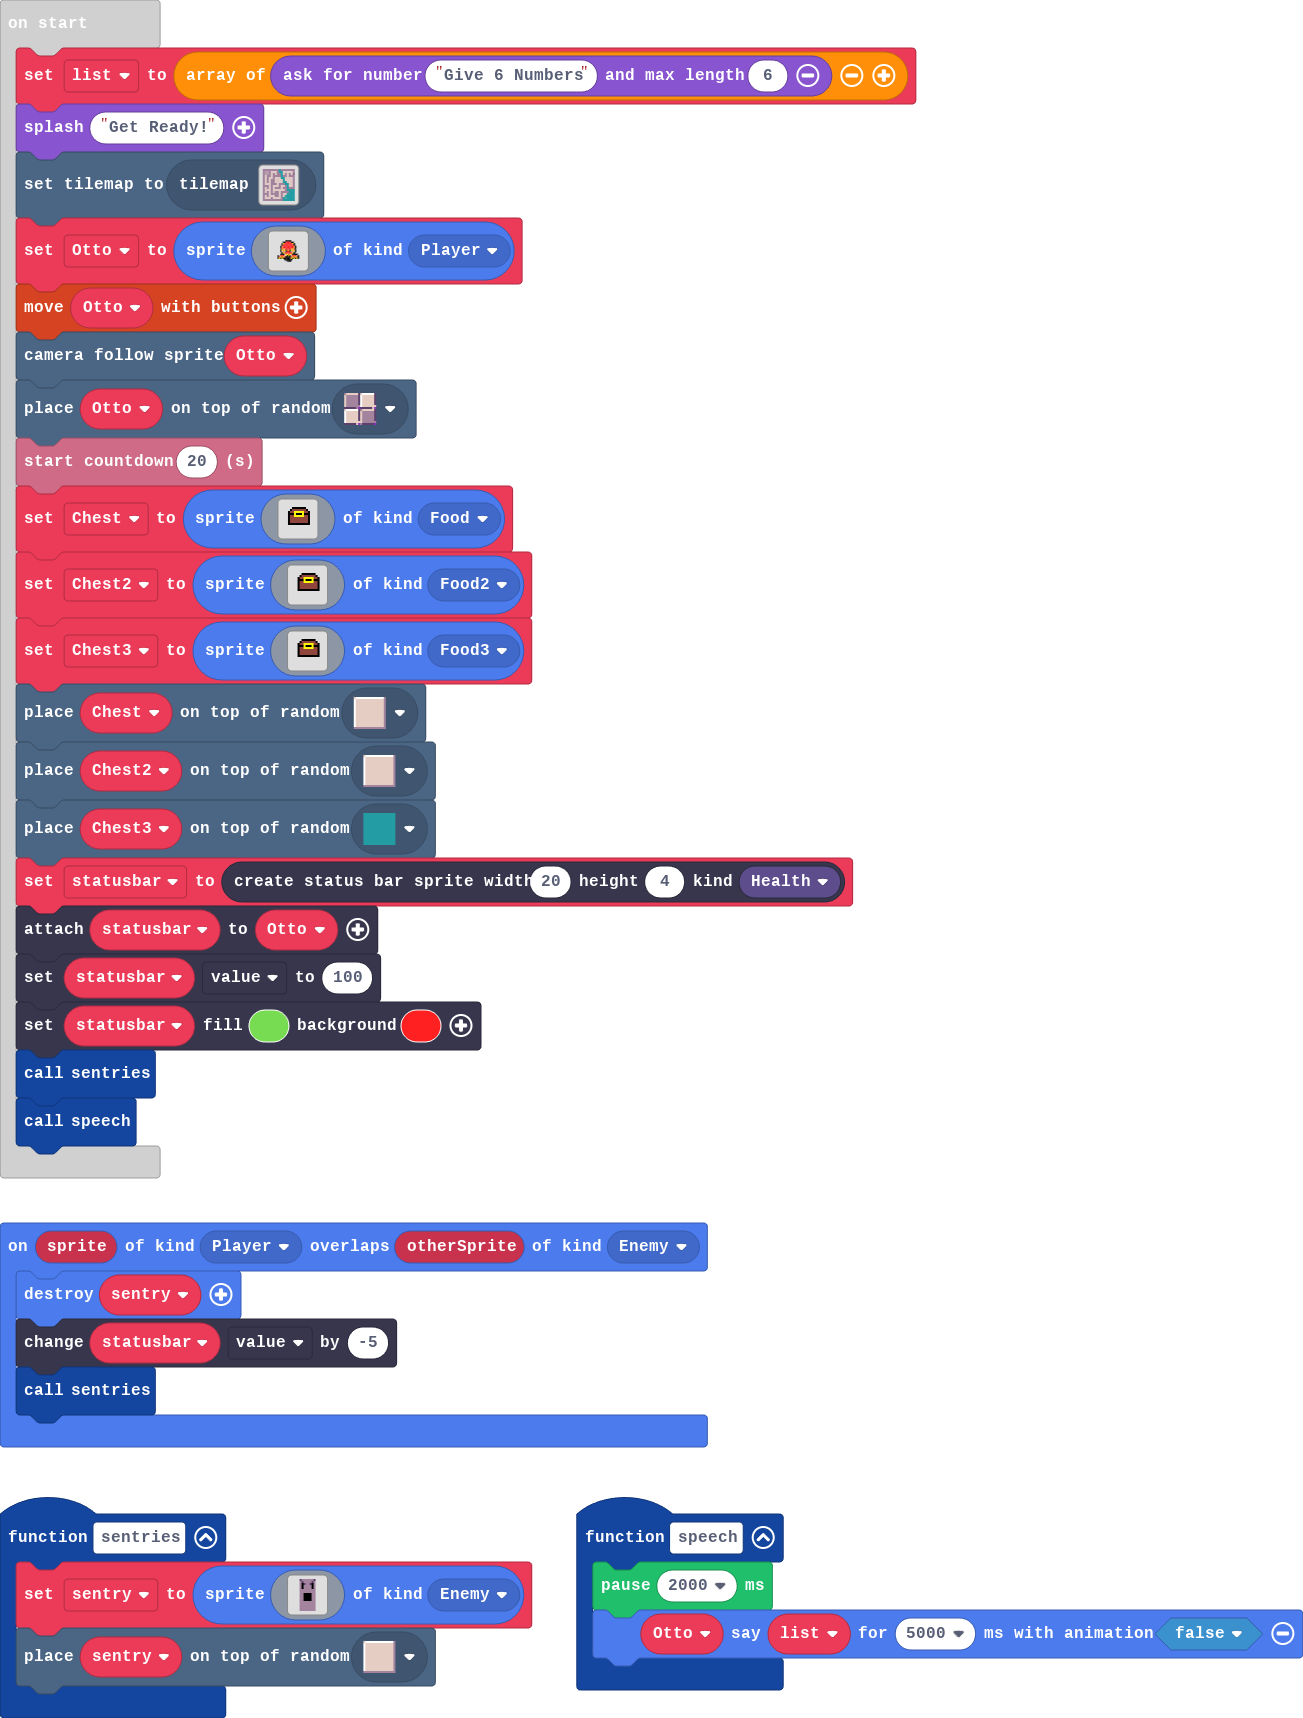 on start
set list to array of ask for number "Give 6 Numbers" and max length 6
splash "Get Ready!"
set tilemap to tilemap
set Otto to sprite of kind Player
move Otto with buttons
camera follow sprite Otto
place Otto on top of random
start countdown 20 (s)
set Chest to sprite of kind Food
set Chest2 to sprite of kind Food2
set Chest3 to sprite of kind Food3
place Chest on top of random
place Chest2 on top of random
place Chest3 on top of random
set statusbar to create status bar sprite width 20 height 4 kind Health
attach statusbar to Otto
set statusbar value to 100
set statusbar fill background
call sentries
call speech
on sprite of kind Player overlaps otherSprite of kind Enemy
destroy sentry
change statusbar value by -5
call sentries
function sentries
set sentry to sprite of kind Enemy
place sentry on top of random
function speech
pause 2000 ms
Otto say list for 5000 ms with animation false